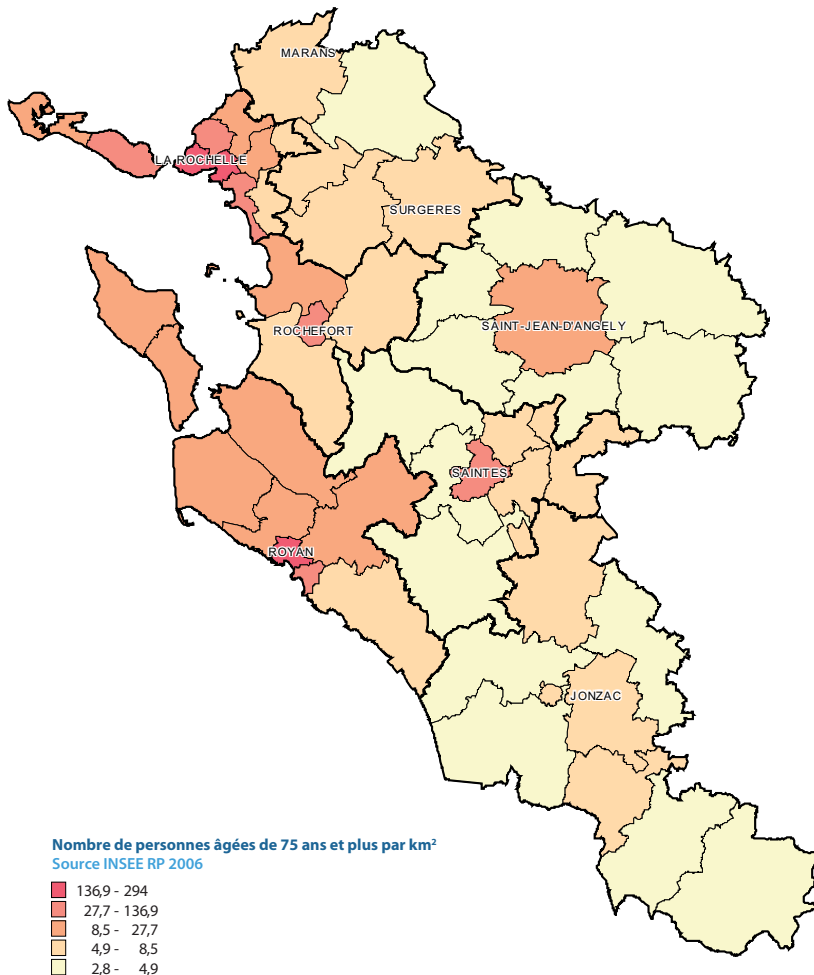 MARANS
LA ROCHELLE
SURGERES
ROCHEFORT
SAINT-JEAN-D'ANGELY
SAINTES
ROYAN
JONZAC
Nombre de personnes âgées de 75 ans et plus par km²
Source INSEE RP 2006
136,9 - 294
27,7 - 136,9
8,5 - 27,7
4,9 - 8,5
2,8 - 4,9